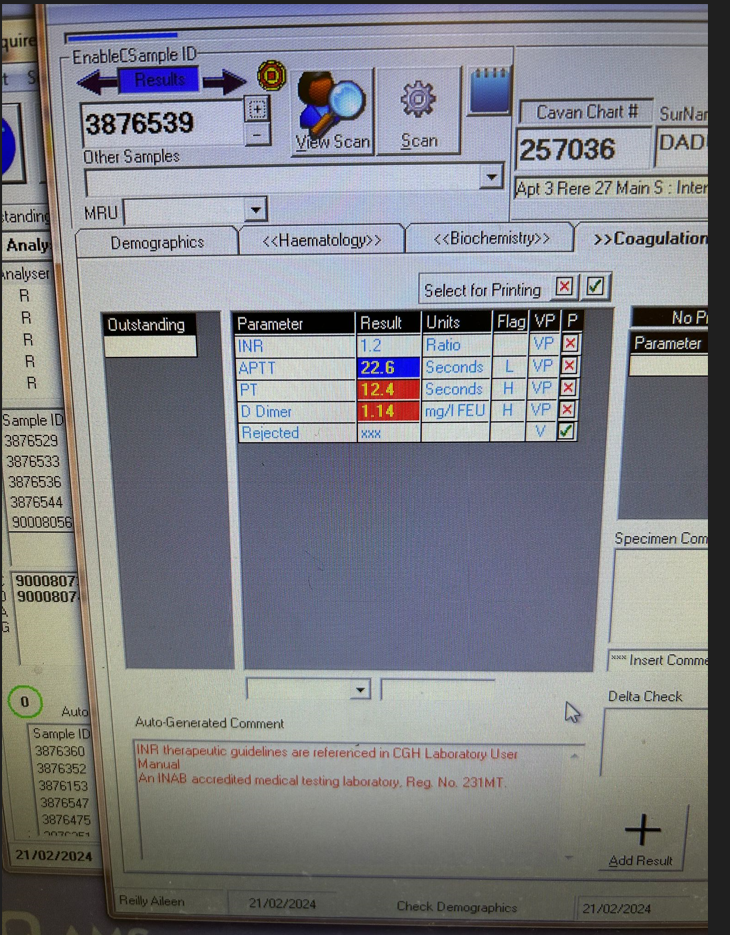 quire
EnableCSample ID
Results
3876539
+
-
View Scan
Scan
Cavan Chart #
SurNam
257036
DAD
Other Samples
Apt 3 Rere 27 Main S : Inter
MRU
Demographics
<<Haematology>>
<<Biochemistry>>
>>Coagulation
standing
Analy
Analyser
R
R
R
R
R
Select for Printing
Outstanding
Parameter Result Units Flag VP P
INR 1.2 Ratio VP
APTT 22.6 Seconds L VP
PT 12.4 Seconds H VP
D Dimer 1.14 mg/l FEU H VP
Rejected xxx V
No Pr
Parameter
Sample ID
3876529
3876533
3876536
3876544
90008056
9000807
9000807
A
G
Specimen Com
*** Insert Comme
Delta Check
0
Auto
Sample ID
3876360
3876352
3876153
3876547
3876475
21/02/2024
Auto-Generated Comment
INR therapeutic guidelines are referenced in CGH Laboratory User
Manual
An INAB accredited medical testing laboratory, Reg. No. 231MT.
Add Result
Reilly Aileen
21/02/2024
Check Demographics
21/02/2024